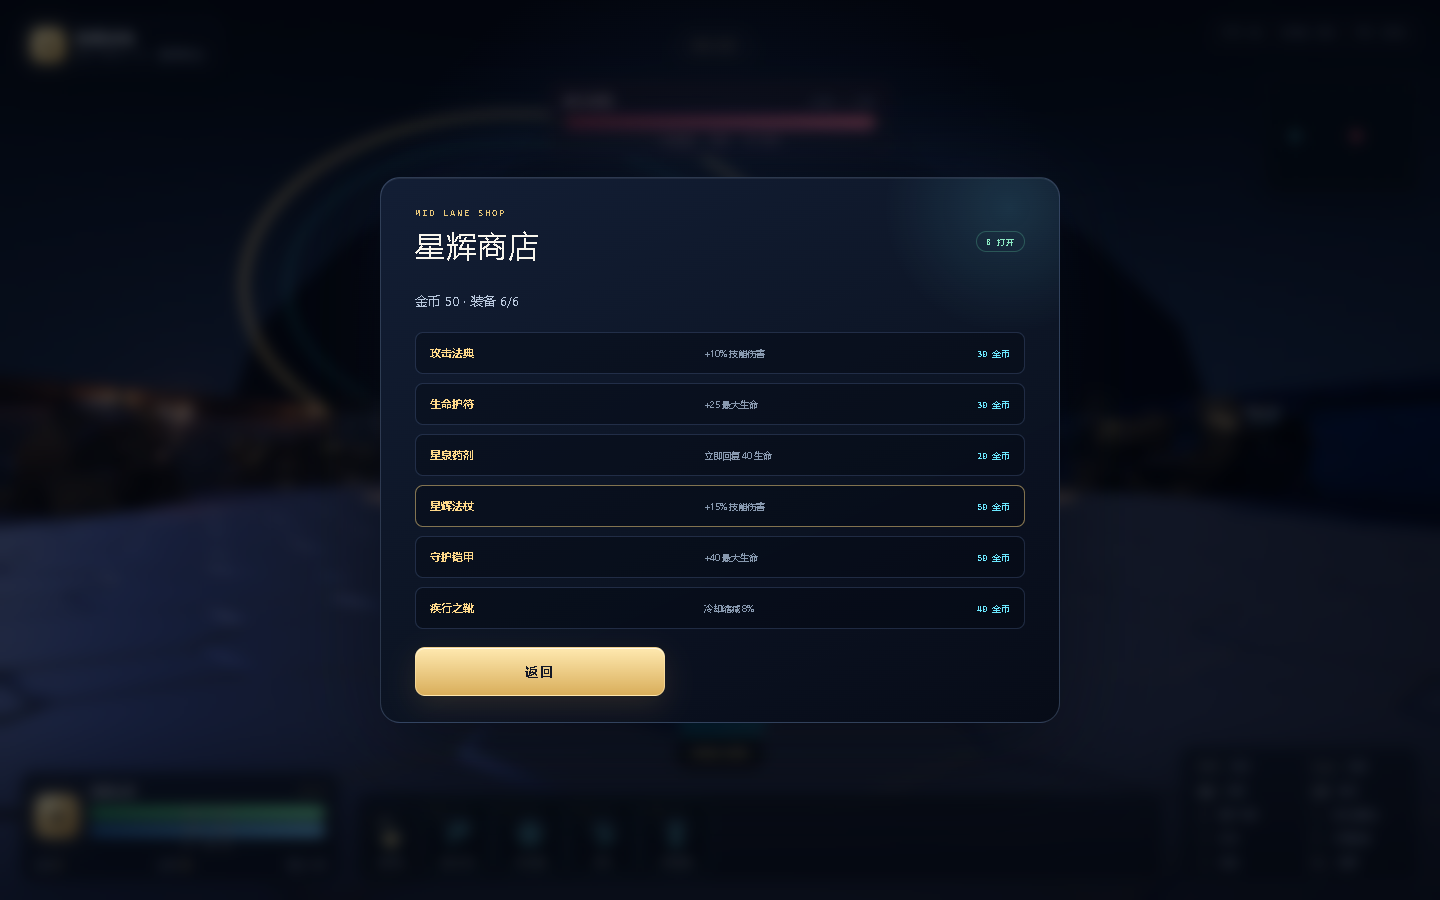 MID LANE SHOP
星辉商店
B 打开
金币 50 · 装备 6/6
攻击法典 +10% 技能伤害 30 金币
生命护符 +25 最大生命 30 金币
星泉药剂 立即回复 40 生命 20 金币
星辉法杖 +15% 技能伤害 50 金币
守护铠甲 +40 最大生命 50 金币
疾行之靴 冷却缩减 8% 40 金币
返回